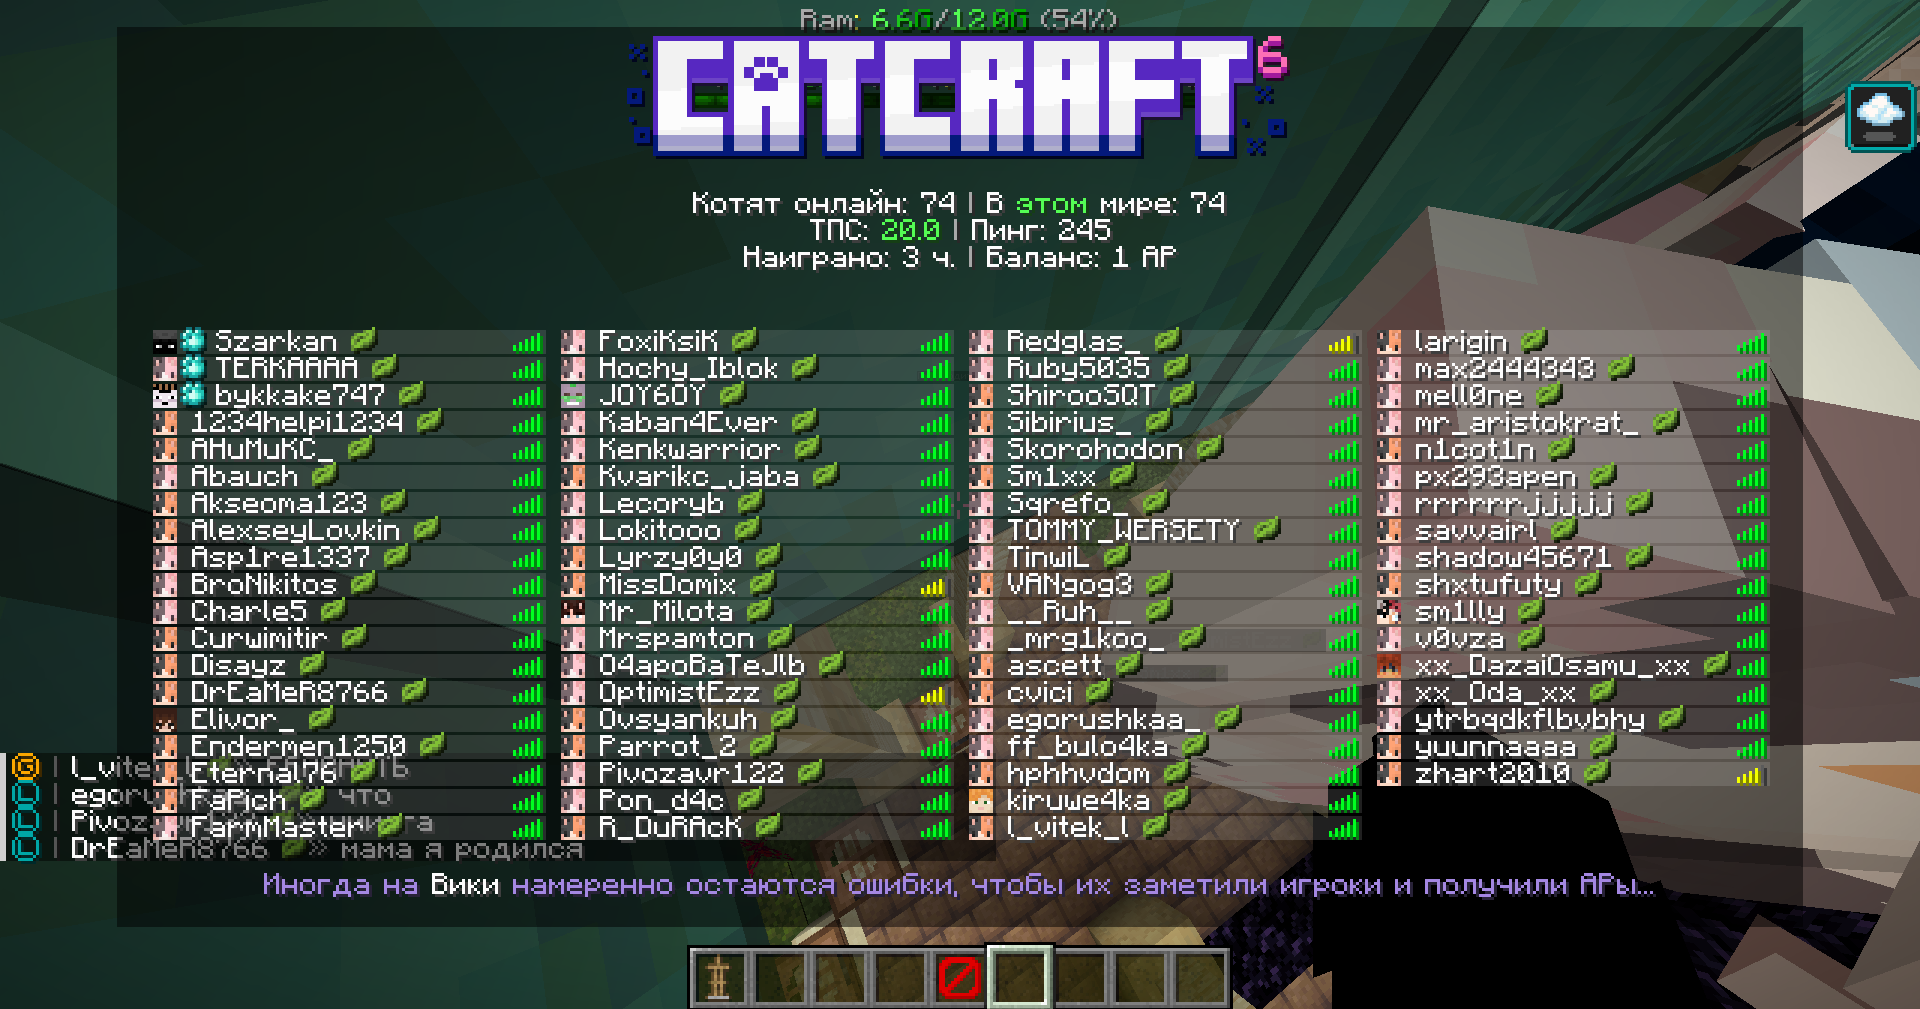 Ram: 6.6G/12.0G (54%)
CATCRAFT 6
Котят онлайн: 74 | В этом мире: 74
ТПС: 20.0 | Пинг: 245
Наиграно: 3 ч. | Баланс: 1 АР
Szarkan
TERKAAAA
bykkake747
1234helpi1234
AHuMuKC_
Abauch
Akseoma123
AlexseyLovkin
Asp1re1337
BroNikitos
Charle5
Curwimitir
Disayz
DrEaMeR8766
Elivor_
Endermen1250
Eternal76
FaPich
FarmMaster
FoxiKsiK
Hochy_Iblok
JOY6OY
Kaban4Ever
Kenkwarrior
Kvarikc_jaba
Lecoryb
Lokitooo
Lyrzy0y0
MissDomix
Mr_Milota
Mrspamton
O4apoBaTeJlb
OptimistEzz
Ovsyankuh
Parrot_2
Pivozavr122
Pon_d4c
R_DuRAcK
Redglas_
Ruby5035
ShirooSQT
Sibirius_
Skorohodon
Sm1xx
Sqrefo_
TOMMY_WERSETY
TinwiL
VANgog3
__Ruh__
_mrg1koo_
ascett
cvici
egorushkaa_
ff_bulo4ka
hphhvdom
kiruwe4ka
l_vitek_l
larigin
max2444343
mell0ne
mr_aristokrat_
n1cot1n
px293apen
rrrrrrjjjjjj
savvairl
shadow45671
shxtufuty
sm1lly
v0vza
xx_DazaiOsamu_xx
xx_Oda_xx
ytrbqdkflbvbhy
yuunnaaaa
zhart2010
G | l_vite
C | egoru что
C | Pivoz
C | DrEaMeR8766 » мама я родился
Иногда на Вики намеренно остаются ошибки, чтобы их заметили игроки и получили АРы...